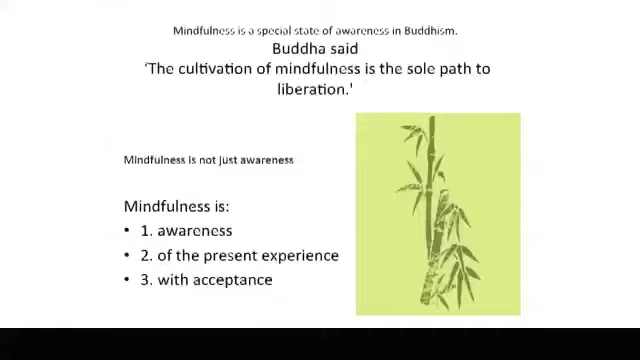 Mindfulness is a special state of awareness in Buddhism.
Buddha said
‘The cultivation of mindfulness is the sole path to
liberation.'
Mindfulness is not just awareness
Mindfulness is:
• 1. awareness
• 2. of the present experience
• 3. with acceptance